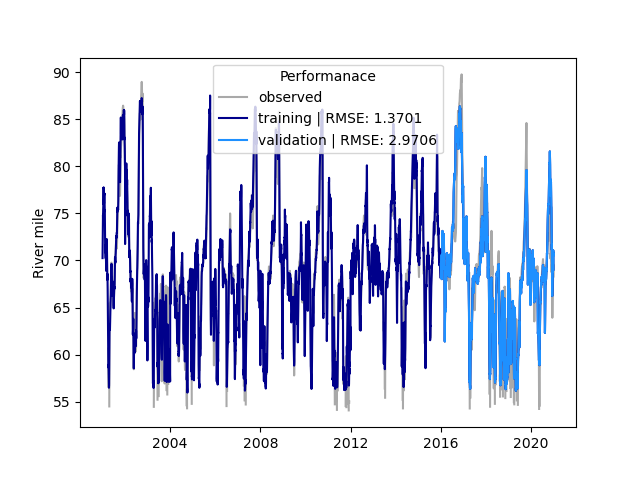 Performanace
observed
training | RMSE: 1.3701
validation | RMSE: 2.9706
River mile
90
85
80
75
70
65
60
55
2004
2008
2012
2016
2020